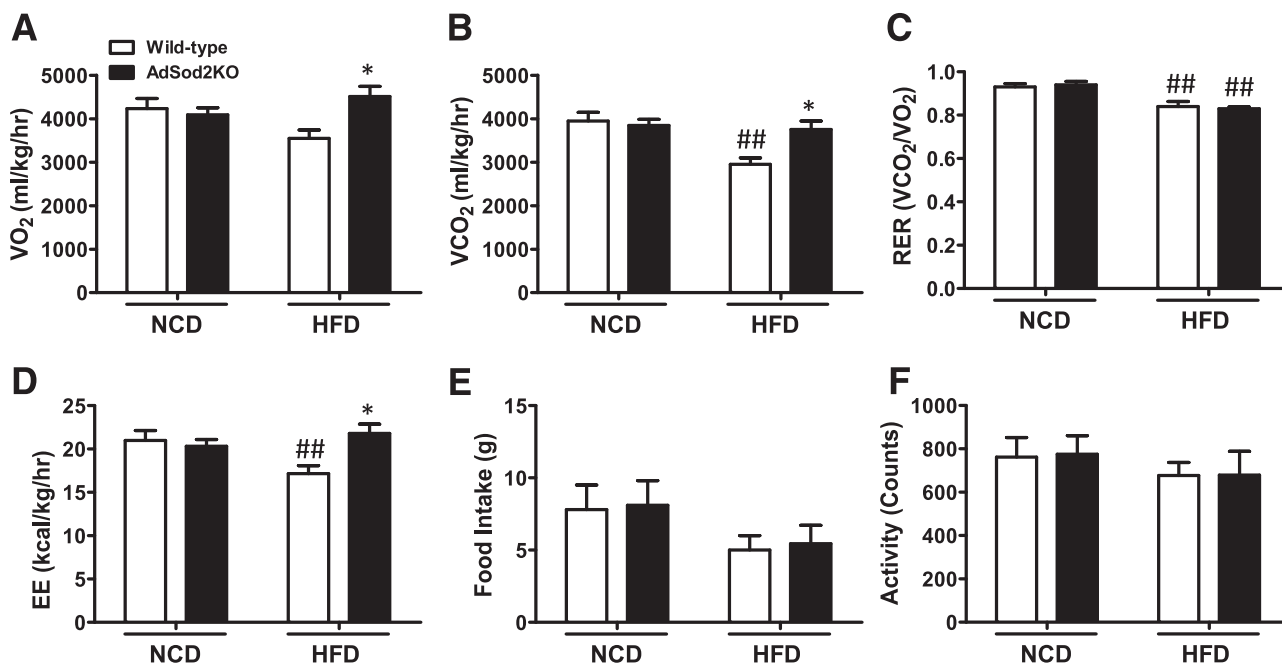 A
Wild-type
AdSod2KO
VO2 (ml/kg/hr)
5000
4000
3000
2000
1000
0
*
NCD
HFD
B
VCO2 (ml/kg/hr)
5000
4000
3000
2000
1000
0
##
*
NCD
HFD
C
RER (VCO2/VO2)
1.0
0.8
0.6
0.4
0.2
0.0
##
##
NCD
HFD
D
EE (kcal/kg/hr)
25
20
15
10
5
0
##
*
NCD
HFD
E
Food Intake (g)
15
10
5
0
NCD
HFD
F
Activity (Counts)
1000
800
600
400
200
0
NCD
HFD